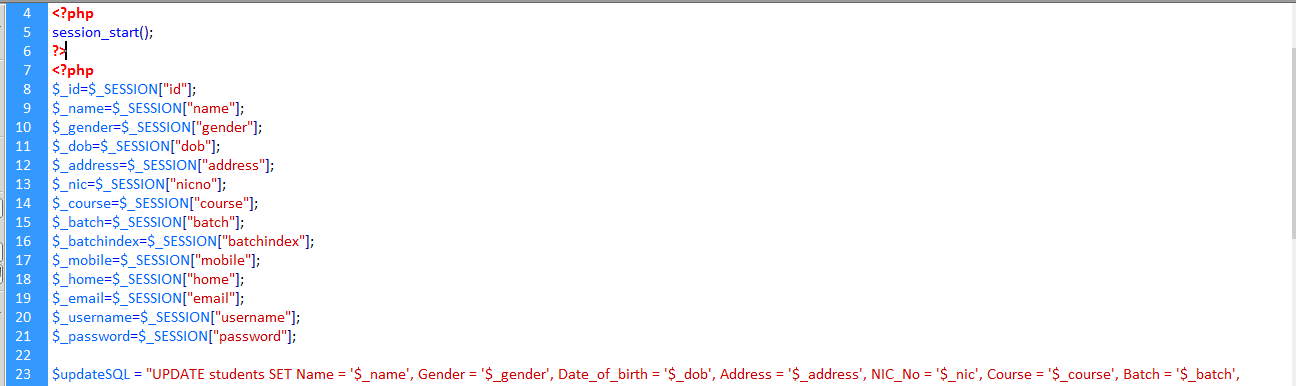 4 <?php
5 session_start();
6 ?>
7 <?php
8 $_id=$_SESSION["id"];
9 $_name=$_SESSION["name"];
10 $_gender=$_SESSION["gender"];
11 $_dob=$_SESSION["dob"];
12 $_address=$_SESSION["address"];
13 $_nic=$_SESSION["nicno"];
14 $_course=$_SESSION["course"];
15 $_batch=$_SESSION["batch"];
16 $_batchindex=$_SESSION["batchindex"];
17 $_mobile=$_SESSION["mobile"];
18 $_home=$_SESSION["home"];
19 $_email=$_SESSION["email"];
20 $_username=$_SESSION["username"];
21 $_password=$_SESSION["password"];
22
23 $updateSQL = "UPDATE students SET Name = '$_name', Gender = '$_gender', Date_of_birth = '$_dob', Address = '$_address', NIC_No = '$_nic', Course = '$_course', Batch = '$_batch',